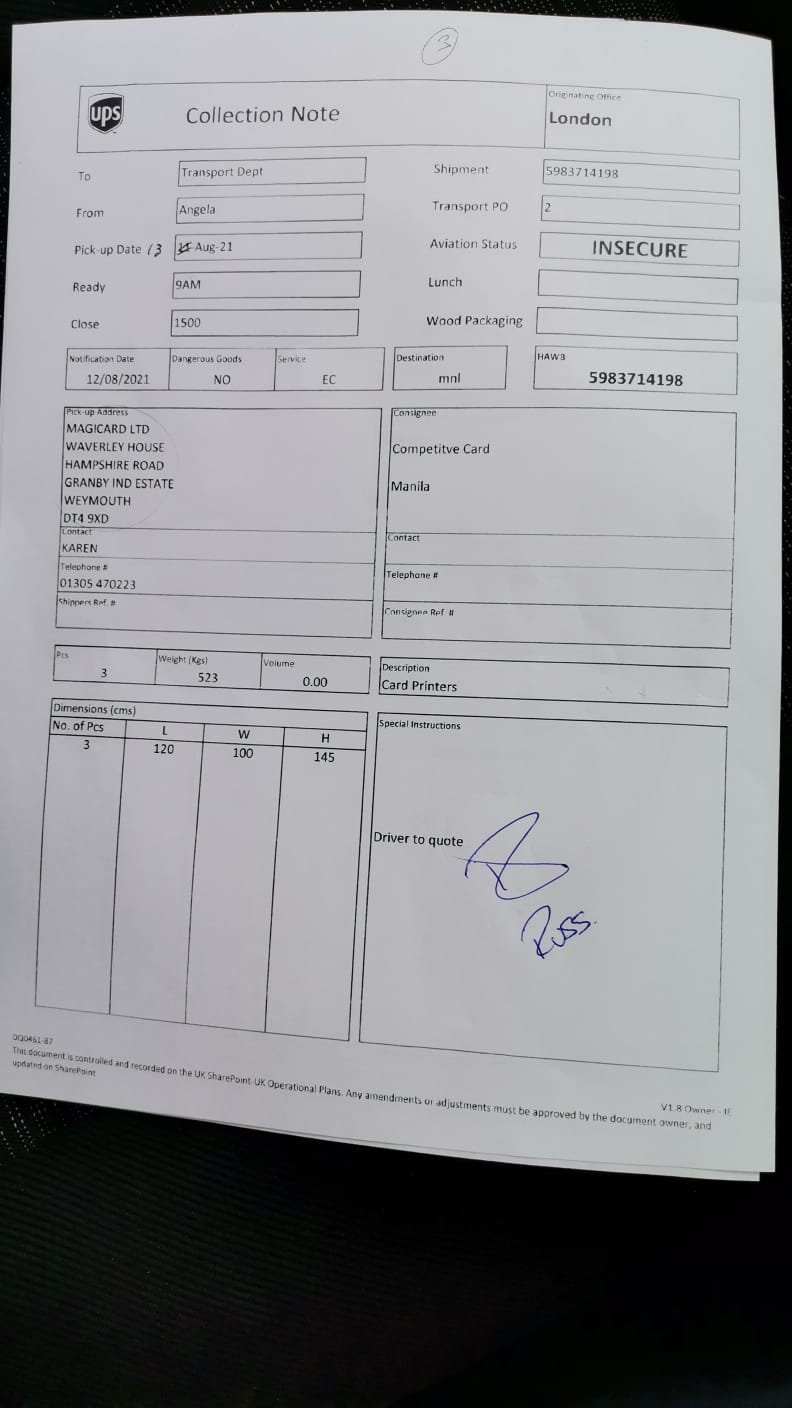 3
ups
Collection Note
Originating Office
London
To
Transport Dept
Shipment
5983714198
From
Angela
Transport PO
2
Pick-up Date 13
Aug-21
Aviation Status
INSECURE
Ready
9AM
Lunch
Close
1500
Wood Packaging
Notification Date
12/08/2021
Dangerous Goods
NO
Service
EC
Destination
mnl
HAWB
5983714198
Pick-up Address
MAGICARD LTD
WAVERLEY HOUSE
HAMPSHIRE ROAD
GRANBY IND ESTATE
WEYMOUTH
DT4 9XD
Contact
KAREN
Telephone #
01305 470223
Shippers Ref. #
Consignee
Competitve Card
Manila
Contact
Telephone #
Consignee Ref. #
Pcs
3
Weight (Kgs)
523
Volume
0.00
Description
Card Printers
Dimensions (cms)
No. of Pcs L W H
3 120 100 145
Special Instructions
Driver to quote
Russ
DQ0461-87
This document is controlled and recorded on the UK SharePoint-UK Operational Plans. Any amendments or adjustments must be approved by the document owner, and
updated on SharePoint
V1.8 Owner - IE